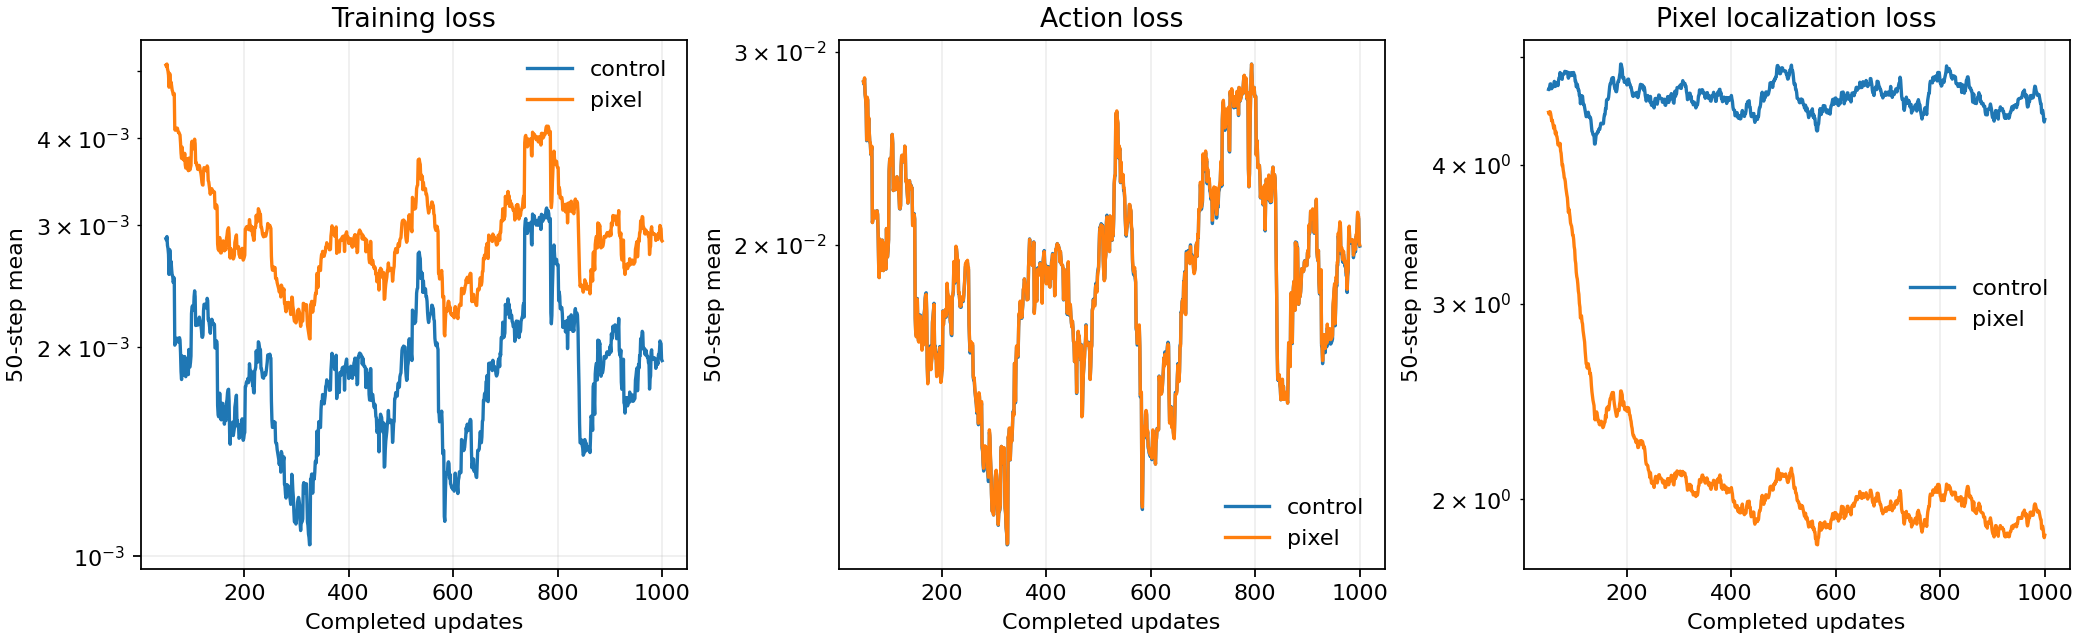 Training loss
4 × 10⁻³
3 × 10⁻³
2 × 10⁻³
10⁻³
50-step mean
control
pixel
200 400 600 800 1000
Completed updates
Action loss
3 × 10⁻²
2 × 10⁻²
50-step mean
control
pixel
200 400 600 800 1000
Completed updates
Pixel localization loss
4 × 10⁰
3 × 10⁰
2 × 10⁰
50-step mean
control
pixel
200 400 600 800 1000
Completed updates